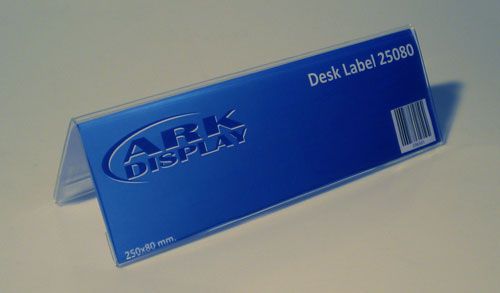 Desk Label 25080
ARK
DISPLAY
250x80 mm.